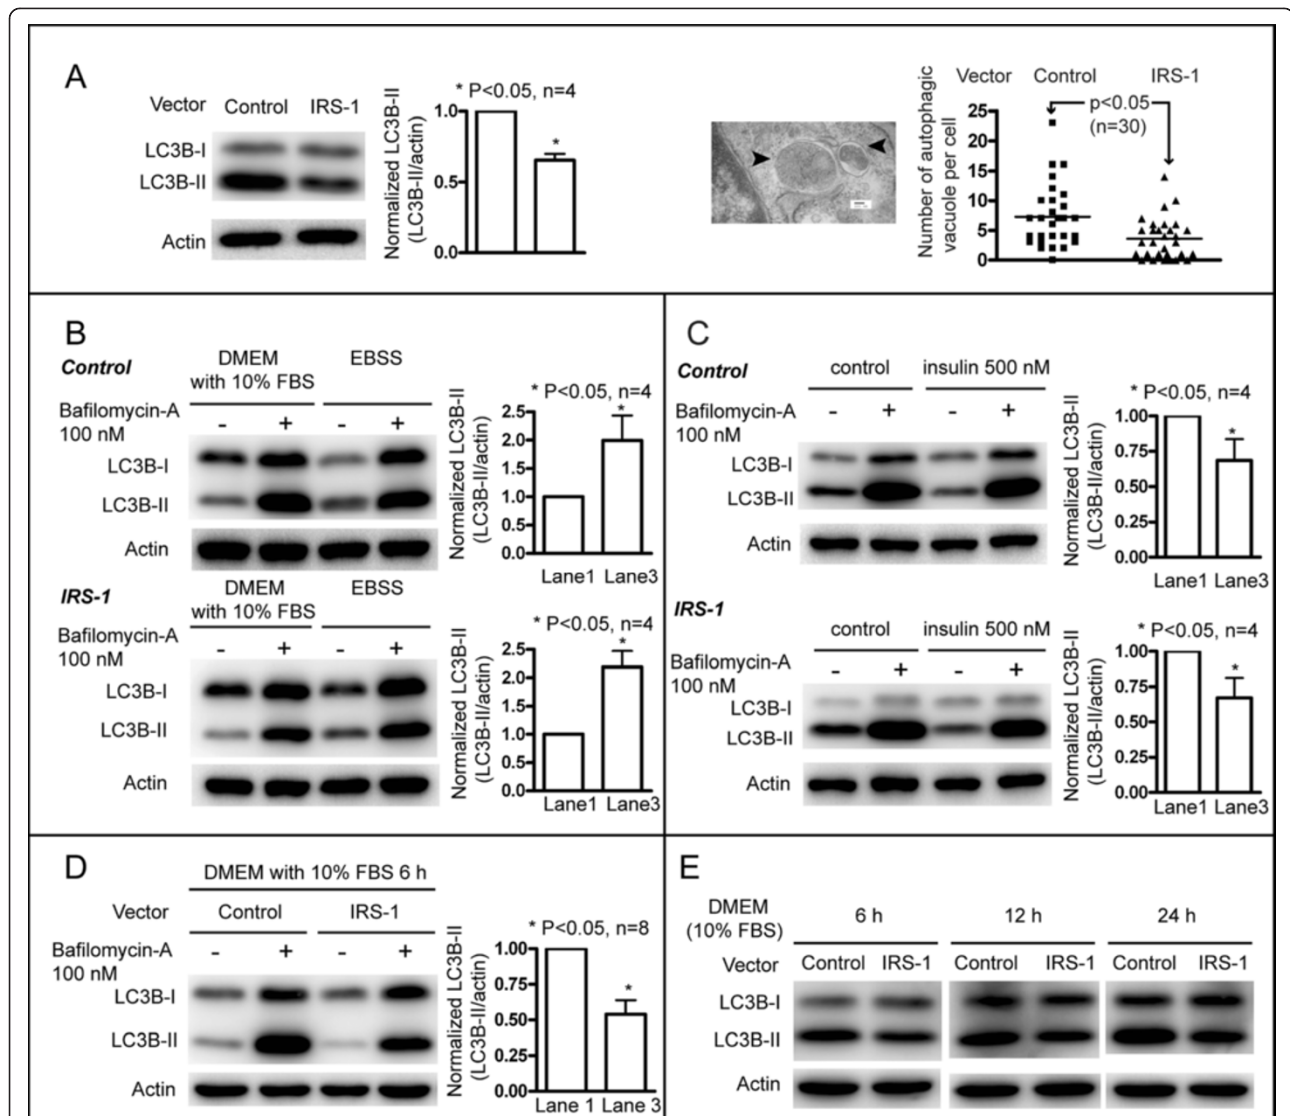 A
Vector Control IRS-1
LC3B-I
LC3B-II
Actin
Normalized LC3B-II
(LC3B-II/actin)
* P<0.05, n=4
1.0
0.5
0.0
*
Vector Control IRS-1
Number of autophagic
vacuole per cell
25
20
15
10
5
0
p<0.05
(n=30)
B
Control
DMEM
with 10% FBS
EBSS
Bafilomycin-A
100 nM
- + - +
LC3B-I
LC3B-II
Actin
Normalized LC3B-II
(LC3B-II/actin)
* P<0.05, n=4
2.5
2.0
2.5
1.0
2.5
0.0
*
Lane1 Lane3
IRS-1
DMEM
with 10% FBS
EBSS
Bafilomycin-A
100 nM
- + - +
LC3B-I
LC3B-II
Actin
Normalized LC3B-II
(LC3B-II/actin)
* P<0.05, n=4
2.5
2.0
1.5
1.0
0.5
0.0
*
Lane1 Lane3
C
Control
control insulin 500 nM
Bafilomycin-A
100 nM
- + - +
LC3B-I
LC3B-II
Actin
Normalized LC3B-II
(LC3B-II/actin)
* P<0.05, n=4
1.00
0.75
0.50
0.25
0.00
*
Lane1 Lane3
IRS-1
control insulin 500 nM
Bafilomycin-A
100 nM
- + - +
LC3B-I
LC3B-II
Actin
Normalized LC3B-II
(LC3B-II/actin)
* P<0.05, n=4
1.00
0.75
0.50
0.25
0.00
*
Lane1 Lane3
D
DMEM with 10% FBS 6 h
Vector Control IRS-1
Bafilomycin-A
100 nM
- + - +
LC3B-I
LC3B-II
Actin
Normalized LC3B-II
(LC3B-II/actin)
* P<0.05, n=8
1.00
0.75
0.50
0.25
0.00
*
Lane 1 Lane 3
E
DMEM
(10% FBS)
6 h 12 h 24 h
Vector Control IRS-1 Control IRS-1 Control IRS-1
LC3B-I
LC3B-II
Actin